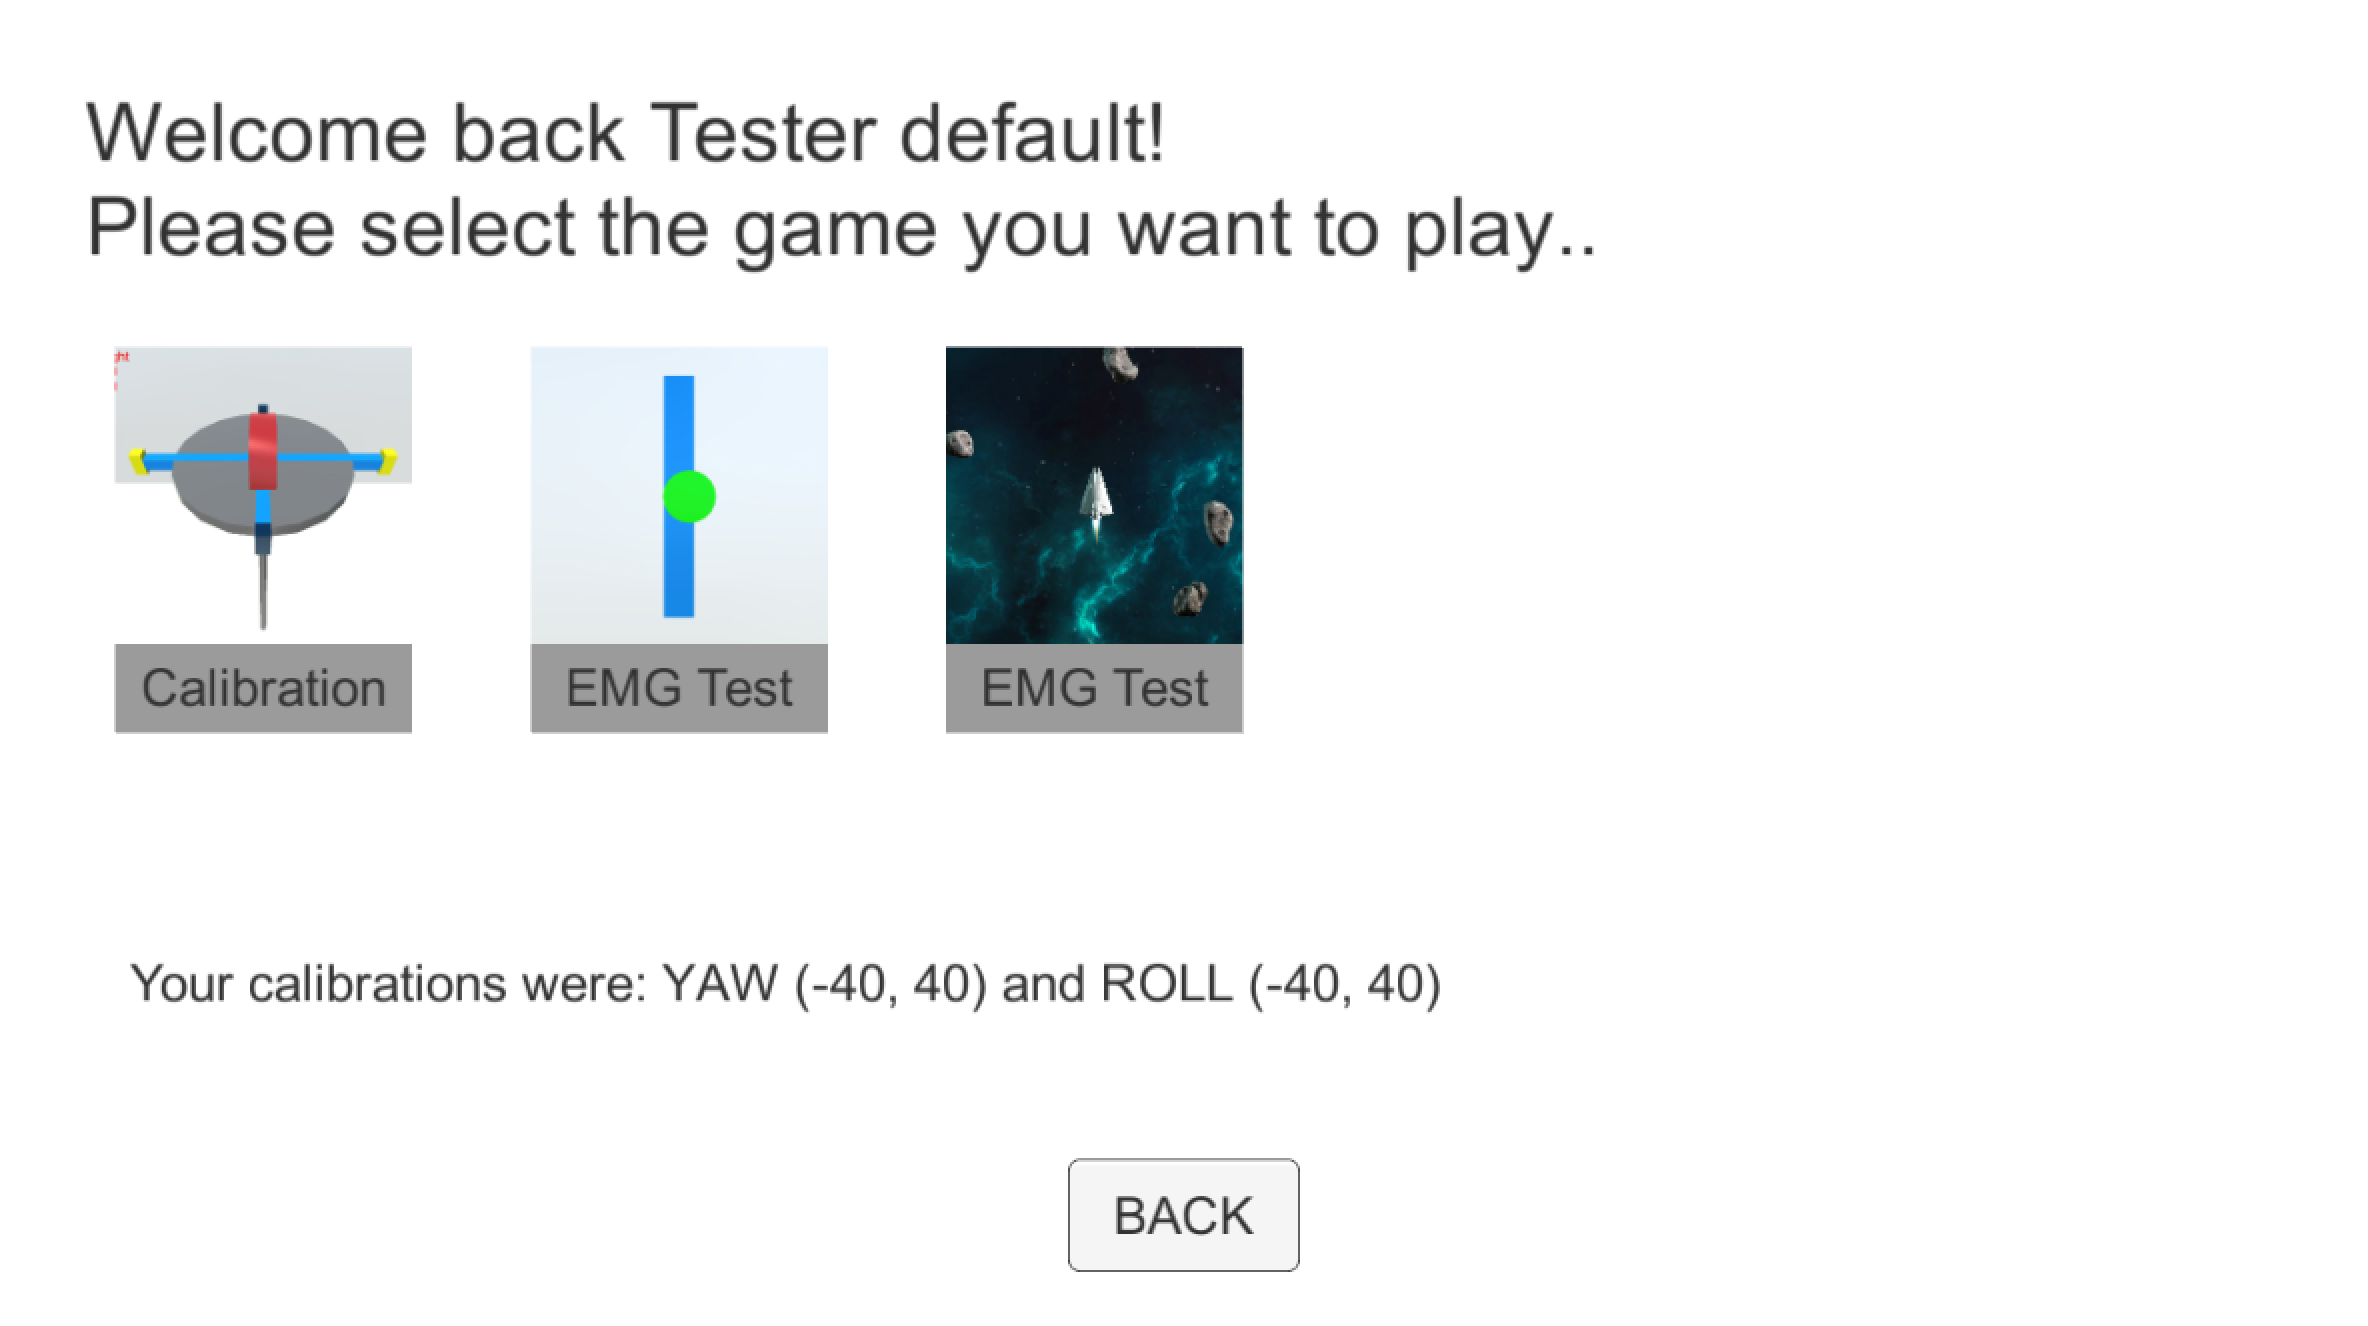 Welcome back Tester default!
Please select the game you want to play..
ght
Calibration
EMG Test
EMG Test
Your calibrations were: YAW (-40, 40) and ROLL (-40, 40)
BACK